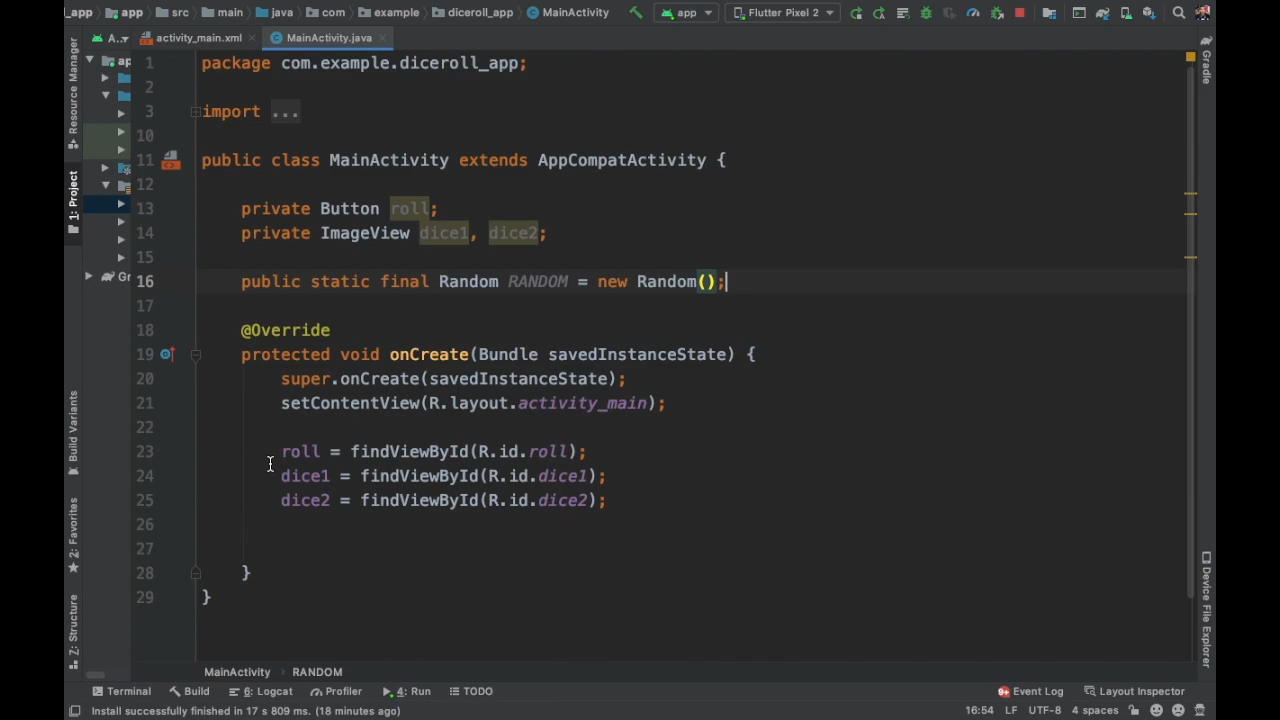 _app app src main java com example diceroll_app MainActivity app Flutter Pixel 2
A.. activity_main.xml MainActivity.java
Resource Manager
1: Project
Build Variants
2: Favorites
Z: Structure
ap
Gr
1 package com.example.diceroll_app;
2
3 import ...
10
11 public class MainActivity extends AppCompatActivity {
12
13 private Button roll;
14 private ImageView dice1, dice2;
15
16 public static final Random RANDOM = new Random();
17
18 @Override
19 protected void onCreate(Bundle savedInstanceState) {
20 super.onCreate(savedInstanceState);
21 setContentView(R.layout.activity_main);
22
23 roll = findViewById(R.id.roll);
24 dice1 = findViewById(R.id.dice1);
25 dice2 = findViewById(R.id.dice2);
26
27
28 }
29 }
Gradle
Device File Explorer
MainActivity RANDOM
Terminal Build 6: Logcat Profiler 4: Run TODO 9+ Event Log Layout Inspector
Install successfully finished in 17 s 809 ms. (18 minutes ago) 16:54 LF UTF-8 4 spaces